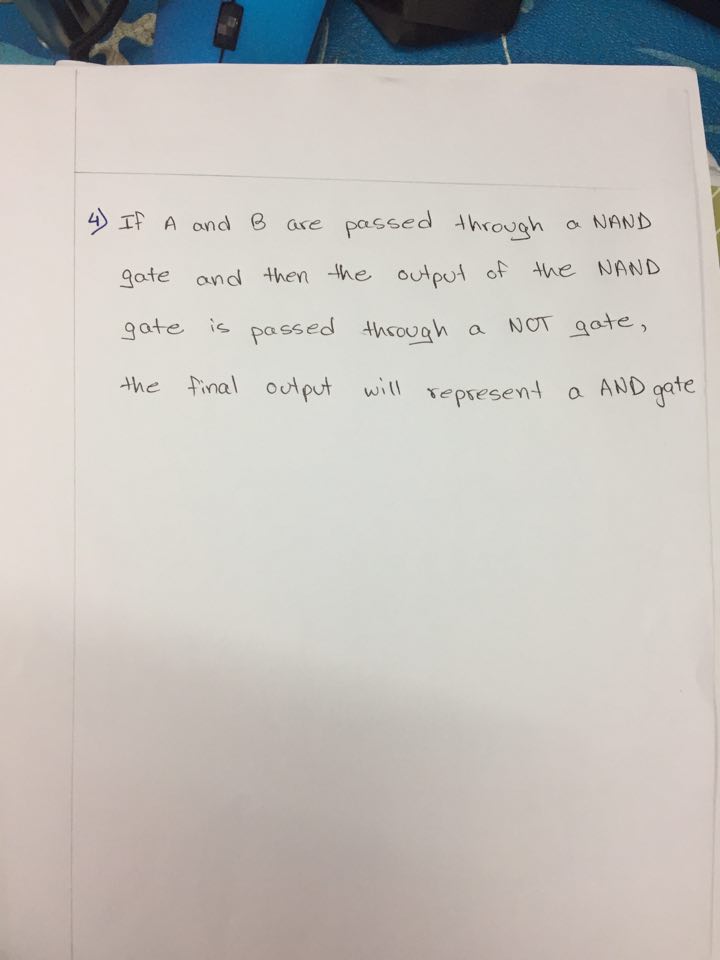 4) If A and B are passed through a NAND
gate and then the output of the NAND
gate is passed through a NOT gate,
the final output will represent a AND gate